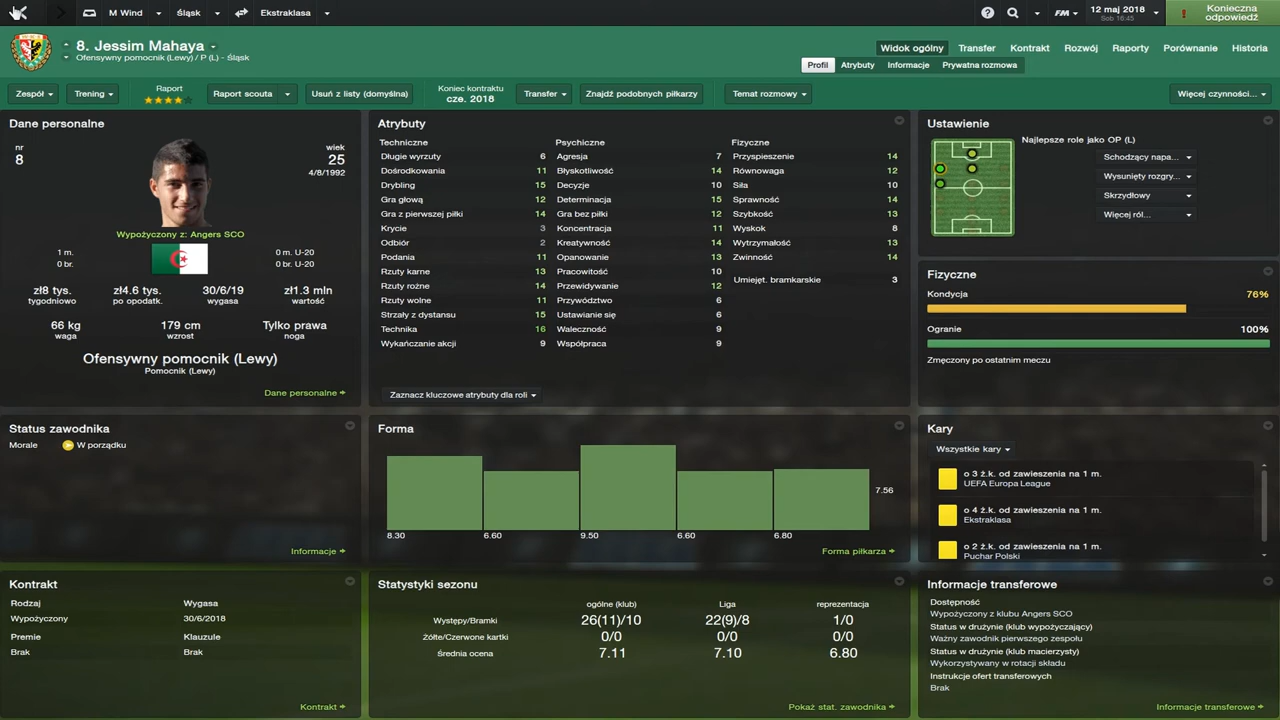 M Wind
Śląsk
Ekstraklasa
FM
12 maj 2018
Sob 16:45
Konieczna
odpowiedź
8. Jessim Mahaya
Ofensywny pomocnik (Lewy) / P (L) - Śląsk
Widok ogólny
Transfer
Kontrakt
Rozwój
Raporty
Porównanie
Historia
Profil
Atrybuty
Informacje
Prywatna rozmowa
Zespół
Trening
Raport
Raport scouta
Usuń z listy (domyślna)
Koniec kontraktu
cze. 2018
Transfer
Znajdź podobnych piłkarzy
Temat rozmowy
Więcej czynności...
Dane personalne
nr
8
wiek
25
4/8/1992
Wypożyczony z: Angers SCO
1 m.
0 br.
0 m. U-20
0 br. U-20
zł8 tys.
tygodniowo
zł4.6 tys.
po opodatk.
30/6/19
wygasa
zł1.3 mln
wartość
66 kg
waga
179 cm
wzrost
Tylko prawa
noga
Ofensywny pomocnik (Lewy)
Pomocnik (Lewy)
Dane personalne
Atrybuty
Techniczne
Długie wyrzuty 6
Dośrodkowania 11
Drybling 15
Gra głową 12
Gra z pierwszej piłki 14
Krycie 3
Odbiór 2
Podania 11
Rzuty karne 13
Rzuty rożne 14
Rzuty wolne 11
Strzały z dystansu 15
Technika 16
Wykańczanie akcji 9
Psychiczne
Agresja 7
Błyskotliwość 14
Decyzje 10
Determinacja 15
Gra bez piłki 12
Koncentracja 11
Kreatywność 14
Opanowanie 13
Pracowitość 10
Przewidywanie 12
Przywództwo 6
Ustawianie się 6
Waleczność 9
Współpraca 9
Fizyczne
Przyspieszenie 14
Równowaga 12
Siła 10
Sprawność 14
Szybkość 13
Wyskok 8
Wytrzymałość 13
Zwinność 14
Umiejęt. bramkarskie 3
Zaznacz kluczowe atrybuty dla roli
Ustawienie
Najlepsze role jako OP (L)
Schodzący napa...
Wysunięty rozgry...
Skrzydłowy
Więcej ról...
Fizyczne
Kondycja 76%
Ogranie 100%
Zmęczony po ostatnim meczu
Status zawodnika
Morale W porządku
Informacje
Forma
7.56
8.30 6.60 9.50 6.60 6.80
Forma piłkarza
Kary
Wszystkie kary
o 3 ż.k. od zawieszenia na 1 m.
UEFA Europa League
o 4 ż.k. od zawieszenia na 1 m.
Ekstraklasa
o 2 ż.k. od zawieszenia na 1 m.
Puchar Polski
Kontrakt
Rodzaj Wygasa
Wypożyczony 30/6/2018
Premie Klauzule
Brak Brak
Kontrakt
Statystyki sezonu
ogólne (klub) Liga reprezentacja
Występy/Bramki 26(11)/10 22(9)/8 1/0
Żółte/Czerwone kartki 0/0 0/0 0/0
Średnia ocena 7.11 7.10 6.80
Pokaż stat. zawodnika
Informacje transferowe
Dostępność
Wypożyczony z klubu Angers SCO
Status w drużynie (klub wypożyczający)
Ważny zawodnik pierwszego zespołu
Status w drużynie (klub macierzysty)
Wykorzystywany w rotacji składu
Instrukcje ofert transferowych
Brak
Informacje transferowe